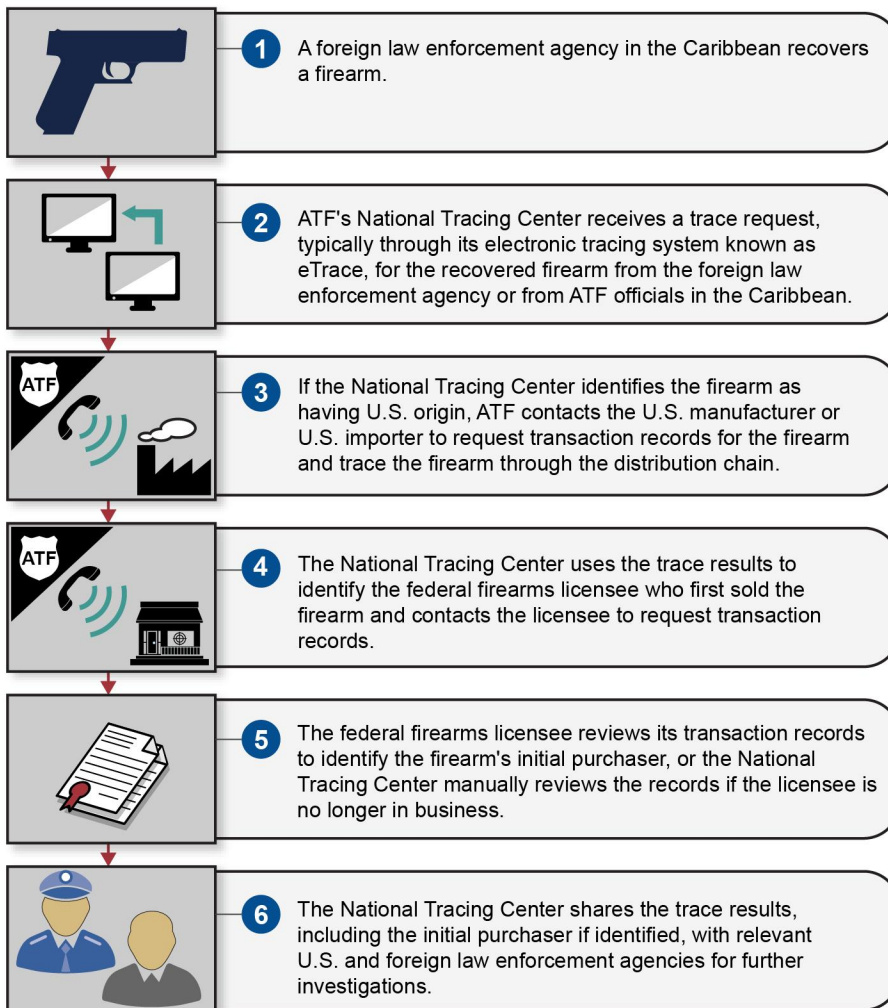 1
A foreign law enforcement agency in the Caribbean recovers
a firearm.
2
ATF's National Tracing Center receives a trace request,
typically through its electronic tracing system known as
eTrace, for the recovered firearm from the foreign law
enforcement agency or from ATF officials in the Caribbean.
ATF
3
If the National Tracing Center identifies the firearm as
having U.S. origin, ATF contacts the U.S. manufacturer or
U.S. importer to request transaction records for the firearm
and trace the firearm through the distribution chain.
ATF
4
The National Tracing Center uses the trace results to
identify the federal firearms licensee who first sold the
firearm and contacts the licensee to request transaction
records.
5
The federal firearms licensee reviews its transaction records
to identify the firearm's initial purchaser, or the National
Tracing Center manually reviews the records if the licensee is
no longer in business.
6
The National Tracing Center shares the trace results,
including the initial purchaser if identified, with relevant
U.S. and foreign law enforcement agencies for further
investigations.